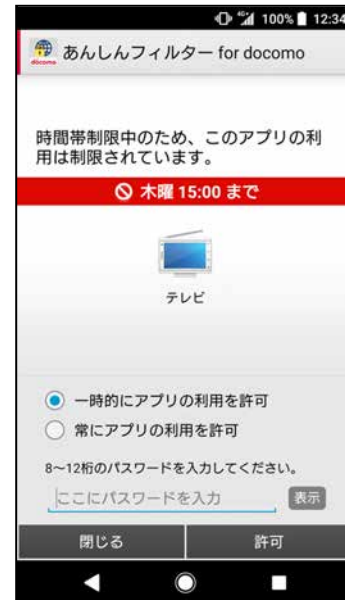 100% 12:34
docomo
あんしんフィルター for docomo
時間帯制限中のため、このアプリの利
用は制限されています。
木曜 15:00 まで
テレビ
一時的にアプリの利用を許可
常にアプリの利用を許可
8～12桁のパスワードを入力してください。
ここにパスワードを入力 表示
閉じる 許可